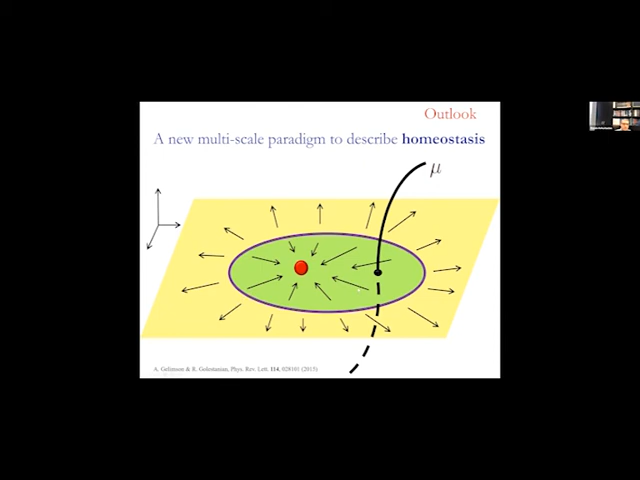 Outlook
A new multi-scale paradigm to describe homeostasis
μ
A. Gelimson & R. Golestanian, Phys. Rev. Lett. 114, 028101 (2015)